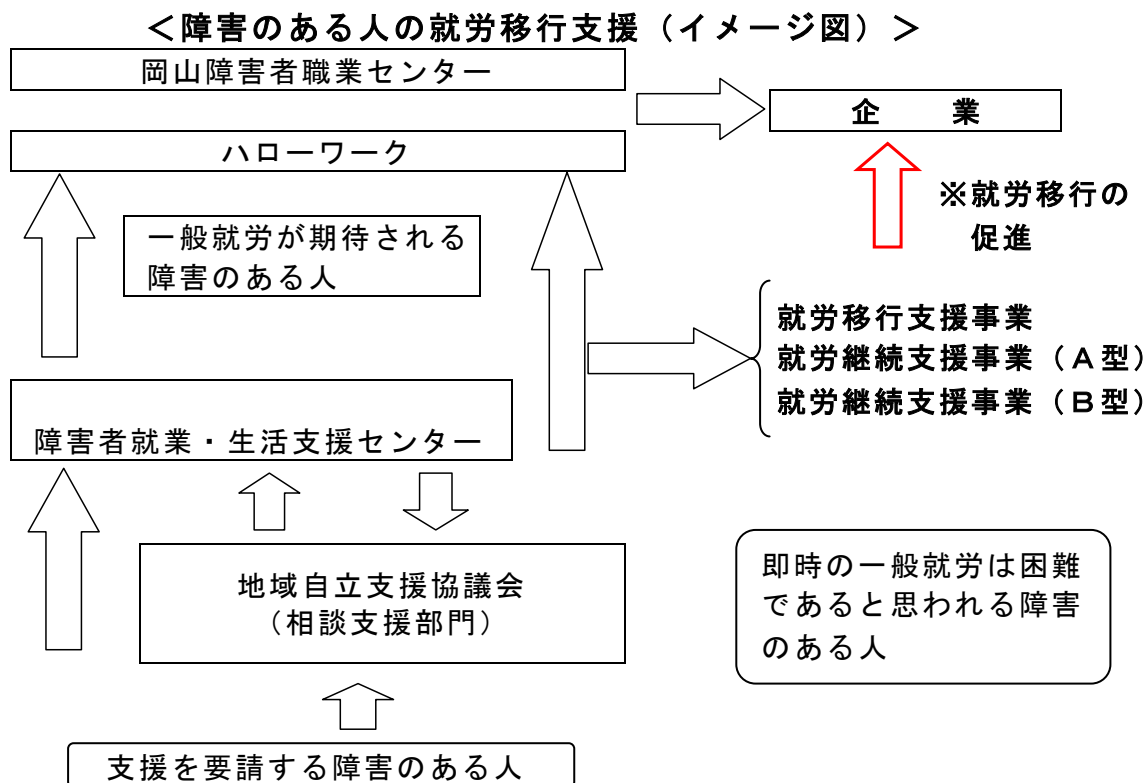 ＜障害のある人の就労移行支援（イメージ図）＞
岡山障害者職業センター
企　業
ハローワーク
※就労移行の
促進
一般就労が期待される
障害のある人
就労移行支援事業
就労継続支援事業（Ａ型）
就労継続支援事業（Ｂ型）
障害者就業・生活支援センター
地域自立支援協議会
（相談支援部門）
即時の一般就労は困難
であると思われる障害
のある人
支援を要請する障害のある人